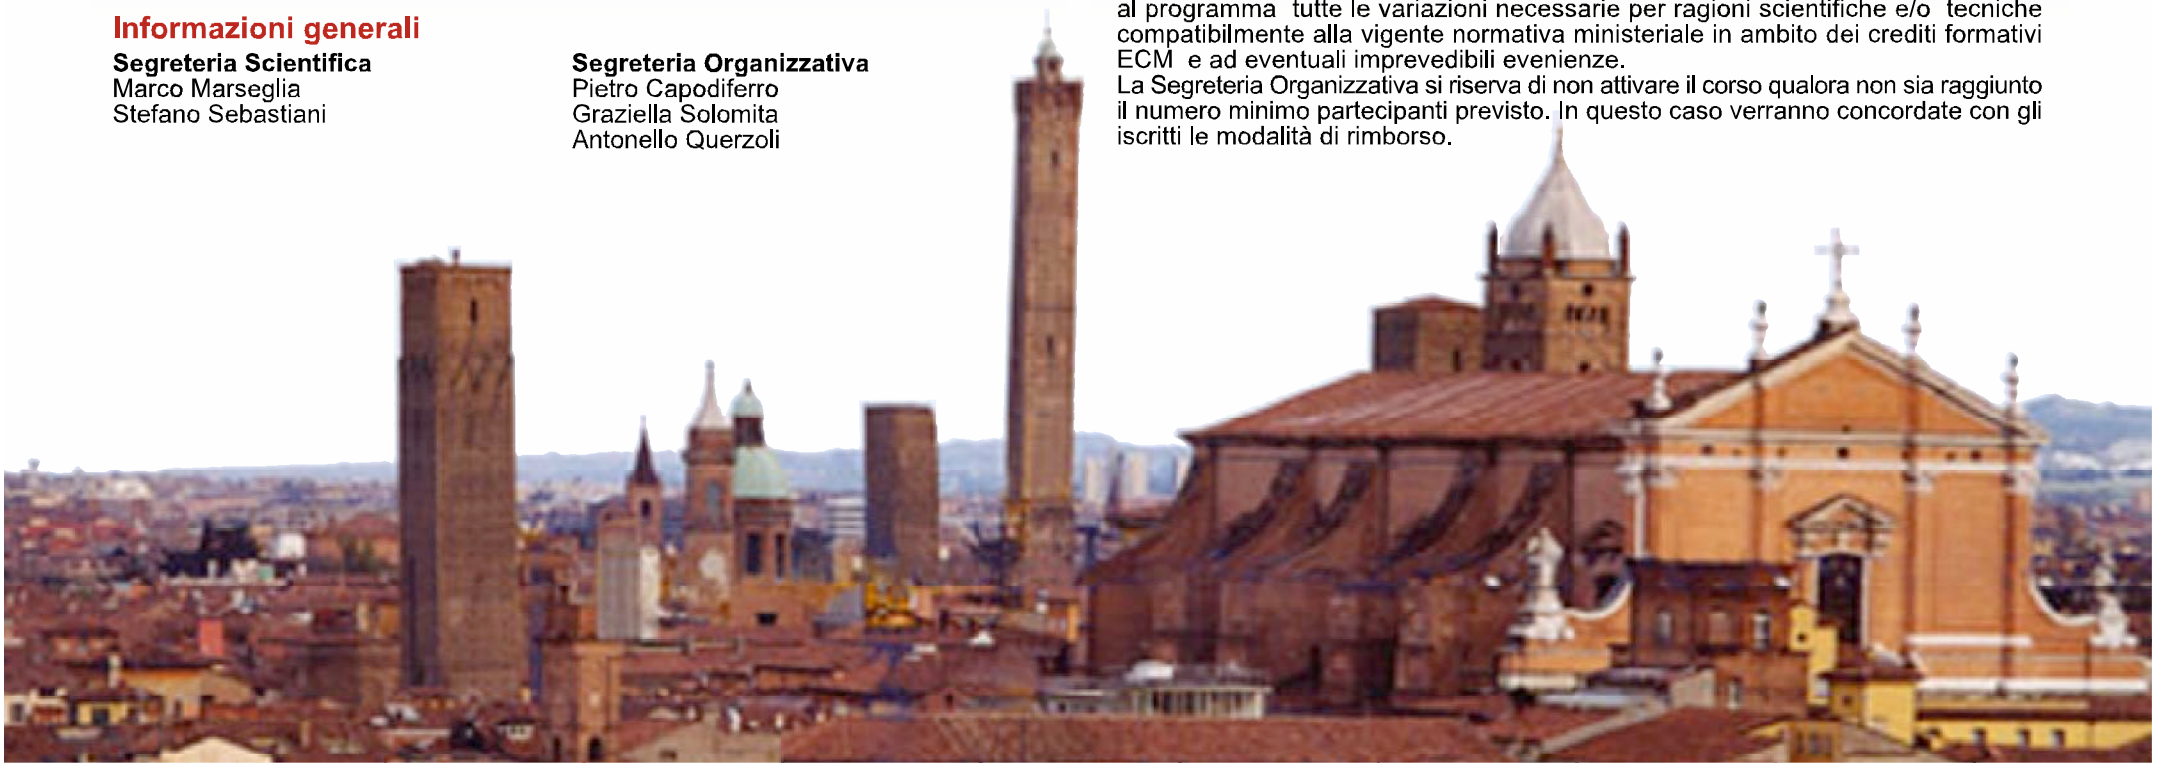 Informazioni generali
Segreteria Scientifica
Marco Marseglia
Stefano Sebastiani
Segreteria Organizzativa
Pietro Capodiferro
Graziella Solomita
Antonello Querzoli
al programma tutte le variazioni necessarie per ragioni scientifiche e/o tecniche
compatibilmente alla vigente normativa ministeriale in ambito dei crediti formativi
ECM e ad eventuali imprevedibili evenienze.
La Segreteria Organizzativa si riserva di non attivare il corso qualora non sia raggiunto
il numero minimo partecipanti previsto. In questo caso verranno concordate con gli
iscritti le modalità di rimborso.